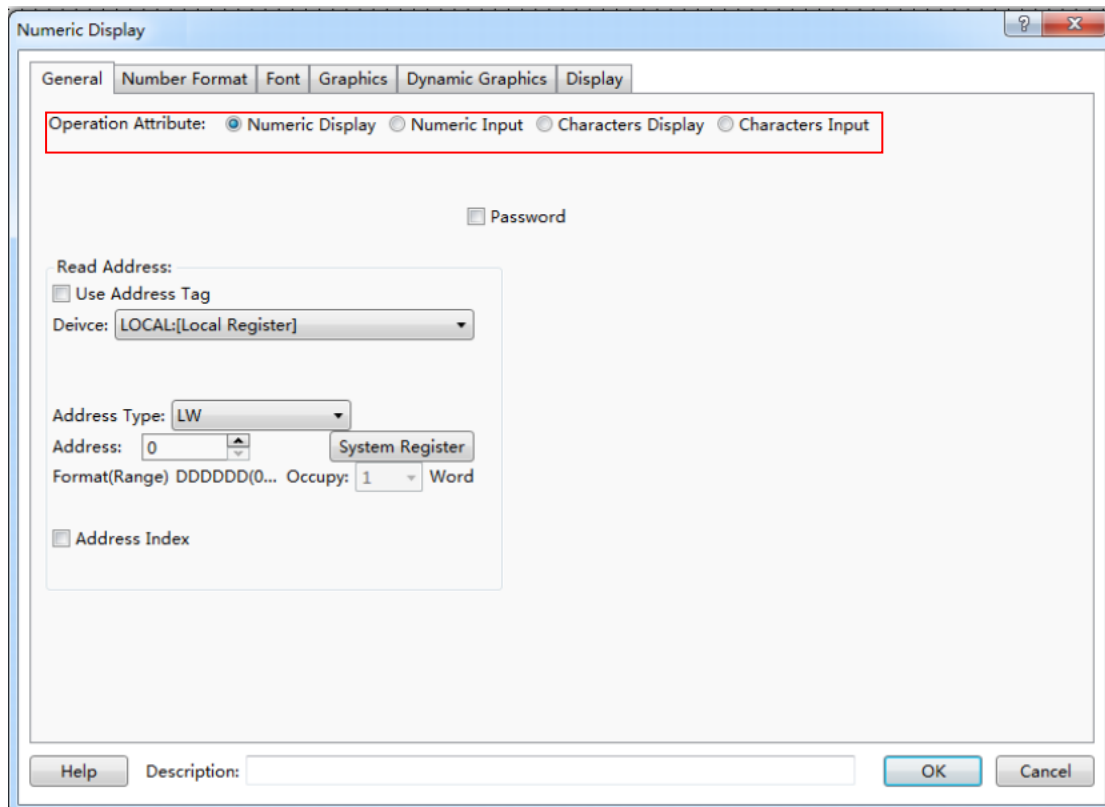 Numeric Display
General Number Format Font Graphics Dynamic Graphics Display
Operation Attribute: Numeric Display Numeric Input Characters Display Characters Input
Password
Read Address:
Use Address Tag
Deivce: LOCAL:[Local Register]
Address Type: LW
Address: 0 System Register
Format(Range) DDDDDD(0... Occupy: 1 Word
Address Index
Help Description: OK Cancel